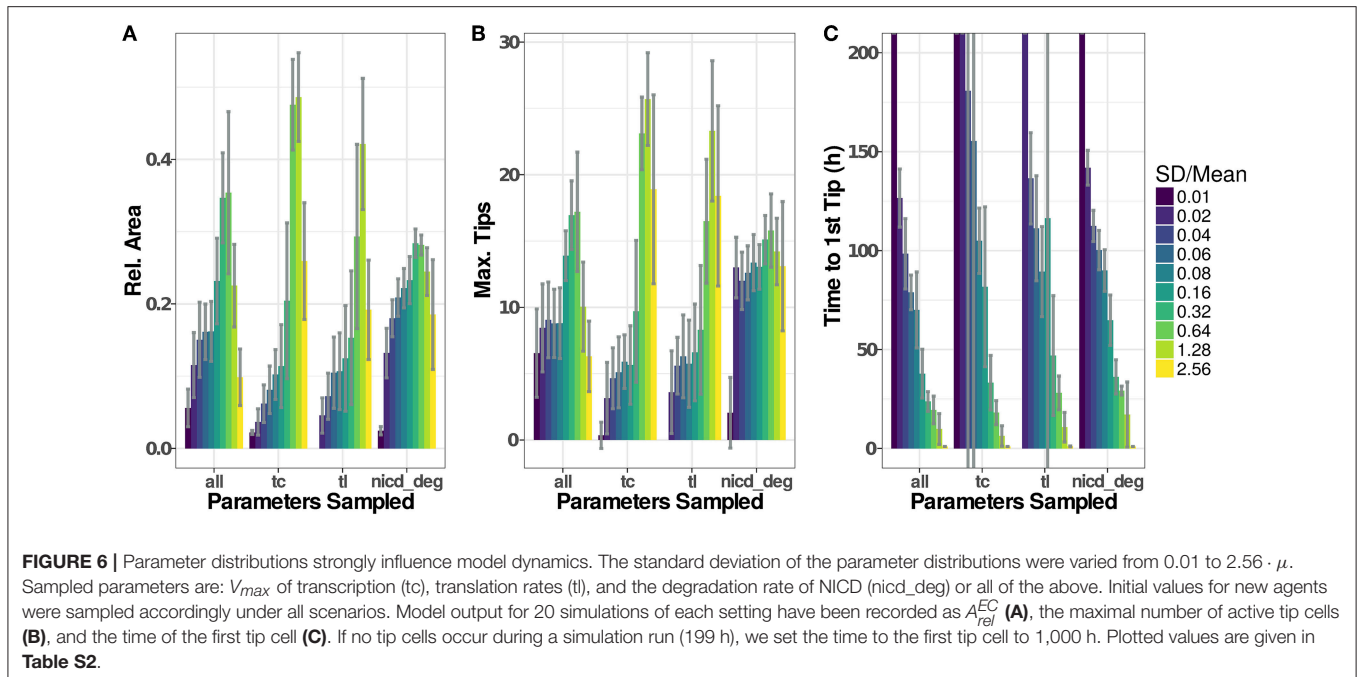 A
Rel. Area
0.4
0.2
0.0
all tc tl nicd_deg
Parameters Sampled
B
Max. Tips
30
20
10
0
all tc tl nicd_deg
Parameters Sampled
C
Time to 1st Tip (h)
200
150
100
50
0
all tc tl nicd_deg
Parameters Sampled
SD/Mean
0.01
0.02
0.04
0.06
0.08
0.16
0.32
0.64
1.28
2.56
FIGURE 6 | Parameter distributions strongly influence model dynamics. The standard deviation of the parameter distributions were varied from 0.01 to 2.56 · μ.
Sampled parameters are: Vmax of transcription (tc), translation rates (tl), and the degradation rate of NICD (nicd_deg) or all of the above. Initial values for new agents
were sampled accordingly under all scenarios. Model output for 20 simulations of each setting have been recorded as A_rel^EC (A), the maximal number of active tip cells
(B), and the time of the first tip cell (C). If no tip cells occur during a simulation run (199 h), we set the time to the first tip cell to 1,000 h. Plotted values are given in
Table S2.